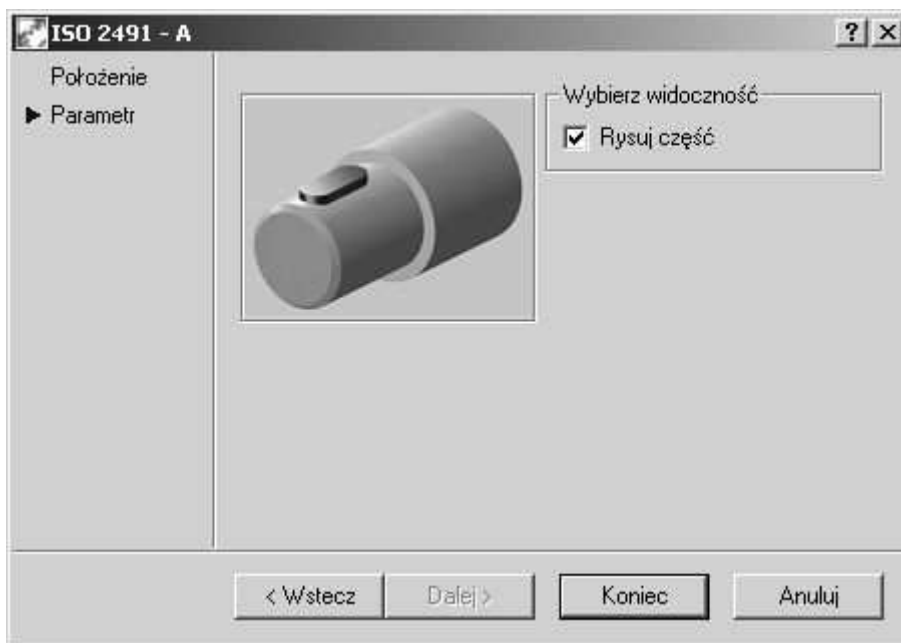 ISO 2491 - A
? ×
Położenie
Parametr
Wybierz widoczność
Rysuj część
< Wstecz
Dalej >
Koniec
Anuluj